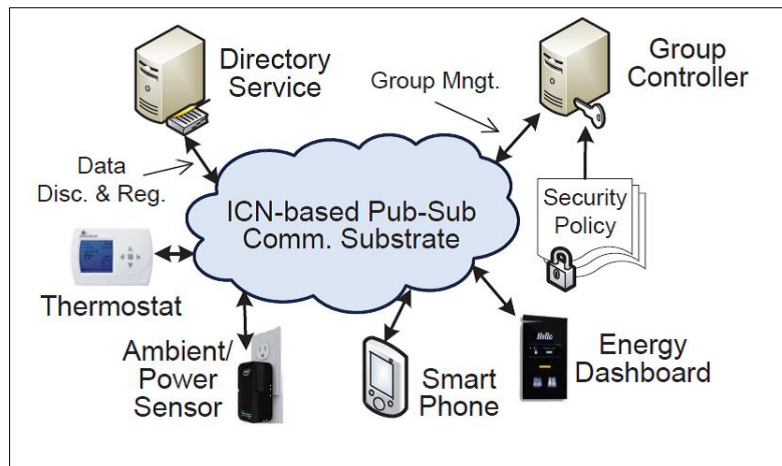 Directory
Service
Group Mngt.
Group
Controller
Data
Disc. & Reg.
ICN-based Pub-Sub
Comm. Substrate
Security
Policy
Thermostat
Ambient/
Power
Sensor
Smart
Phone
Hello
Energy
Dashboard